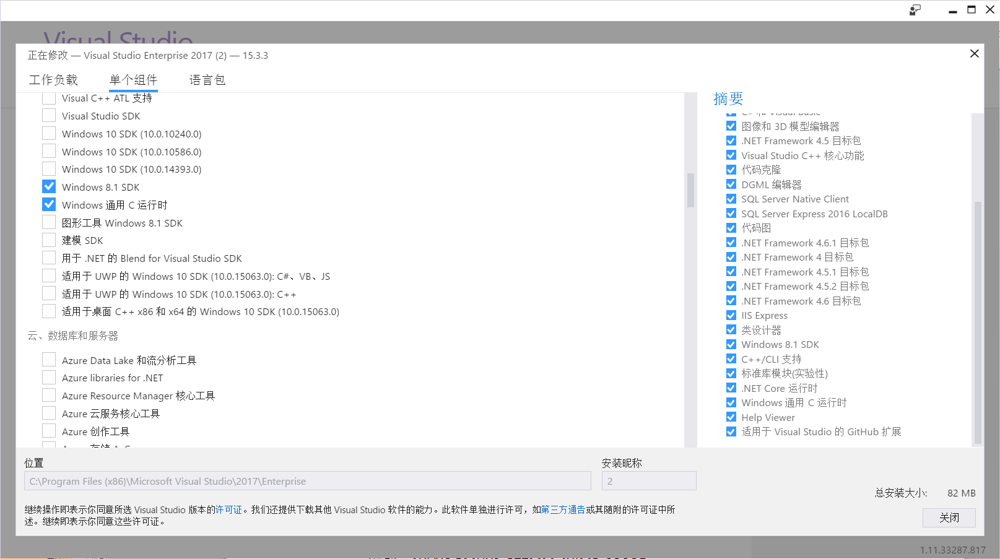 Visual Studio
正在修改 — Visual Studio Enterprise 2017 (2) — 15.3.3
工作负载 单个组件 语言包
Visual C++ ATL 支持
Visual Studio SDK
Windows 10 SDK (10.0.10240.0)
Windows 10 SDK (10.0.10586.0)
Windows 10 SDK (10.0.14393.0)
Windows 8.1 SDK
Windows 通用 C 运行时
图形工具 Windows 8.1 SDK
建模 SDK
用于 .NET 的 Blend for Visual Studio SDK
适用于 UWP 的 Windows 10 SDK (10.0.15063.0): C#、VB、JS
适用于 UWP 的 Windows 10 SDK (10.0.15063.0): C++
适用于桌面 C++ x86 和 x64 的 Windows 10 SDK (10.0.15063.0)
云、数据库和服务器
Azure Data Lake 和流分析工具
Azure libraries for .NET
Azure Resource Manager 核心工具
Azure 云服务核心工具
Azure 创作工具
摘要
C# 和 Visual Basic
图像和 3D 模型编辑器
.NET Framework 4.5 目标包
Visual Studio C++ 核心功能
代码克隆
DGML 编辑器
SQL Server Native Client
SQL Server Express 2016 LocalDB
代码图
.NET Framework 4.6.1 目标包
.NET Framework 4 目标包
.NET Framework 4.5.1 目标包
.NET Framework 4.5.2 目标包
.NET Framework 4.6 目标包
IIS Express
类设计器
Windows 8.1 SDK
C++/CLI 支持
标准库模块(实验性)
.NET Core 运行时
Windows 通用 C 运行时
Help Viewer
适用于 Visual Studio 的 GitHub 扩展
位置
C:\Program Files (x86)\Microsoft Visual Studio\2017\Enterprise
安装昵称
2
总安装大小: 82 MB
继续操作即表示你同意所选 Visual Studio 版本的许可证。我们还提供下载其他 Visual Studio 软件的能力。此软件单独进行许可，如第三方通告或其随附的许可证中所
述。继续即表示你同意这些许可证。
关闭
1.11.33287.817